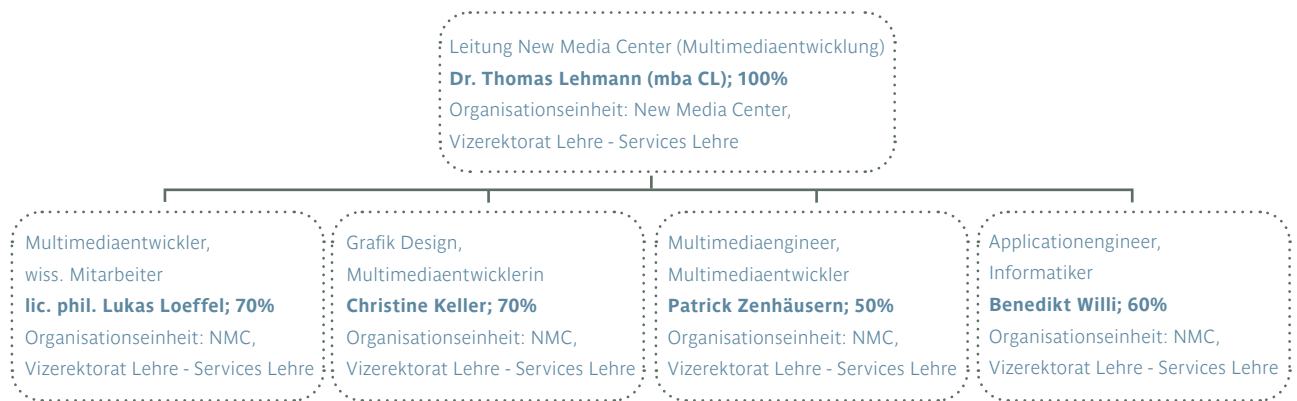 Leitung New Media Center (Multimediaentwicklung)
Dr. Thomas Lehmann (mba CL); 100%
Organisationseinheit: New Media Center,
Vizerektorat Lehre - Services Lehre
Multimediaentwickler,
wiss. Mitarbeiter
lic. phil. Lukas Loeffel; 70%
Organisationseinheit: NMC,
Vizerektorat Lehre - Services Lehre
Grafik Design,
Multimediaentwicklerin
Christine Keller; 70%
Organisationseinheit: NMC,
Vizerektorat Lehre - Services Lehre
Multimediaengineer,
Multimediaentwickler
Patrick Zenhäusern; 50%
Organisationseinheit: NMC,
Vizerektorat Lehre - Services Lehre
Applicationengineer,
Informatiker
Benedikt Willi; 60%
Organisationseinheit: NMC,
Vizerektorat Lehre - Services Lehre